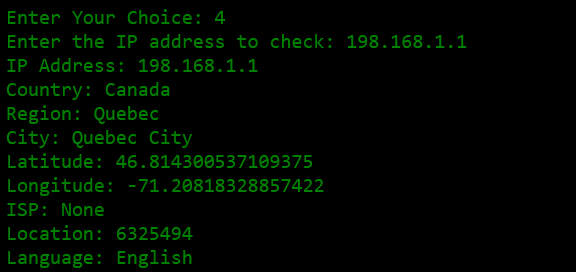 Enter Your Choice: 4
Enter the IP address to check: 198.168.1.1
IP Address: 198.168.1.1
Country: Canada
Region: Quebec
City: Quebec City
Latitude: 46.814300537109375
Longitude: -71.20818328857422
ISP: None
Location: 6325494
Language: English